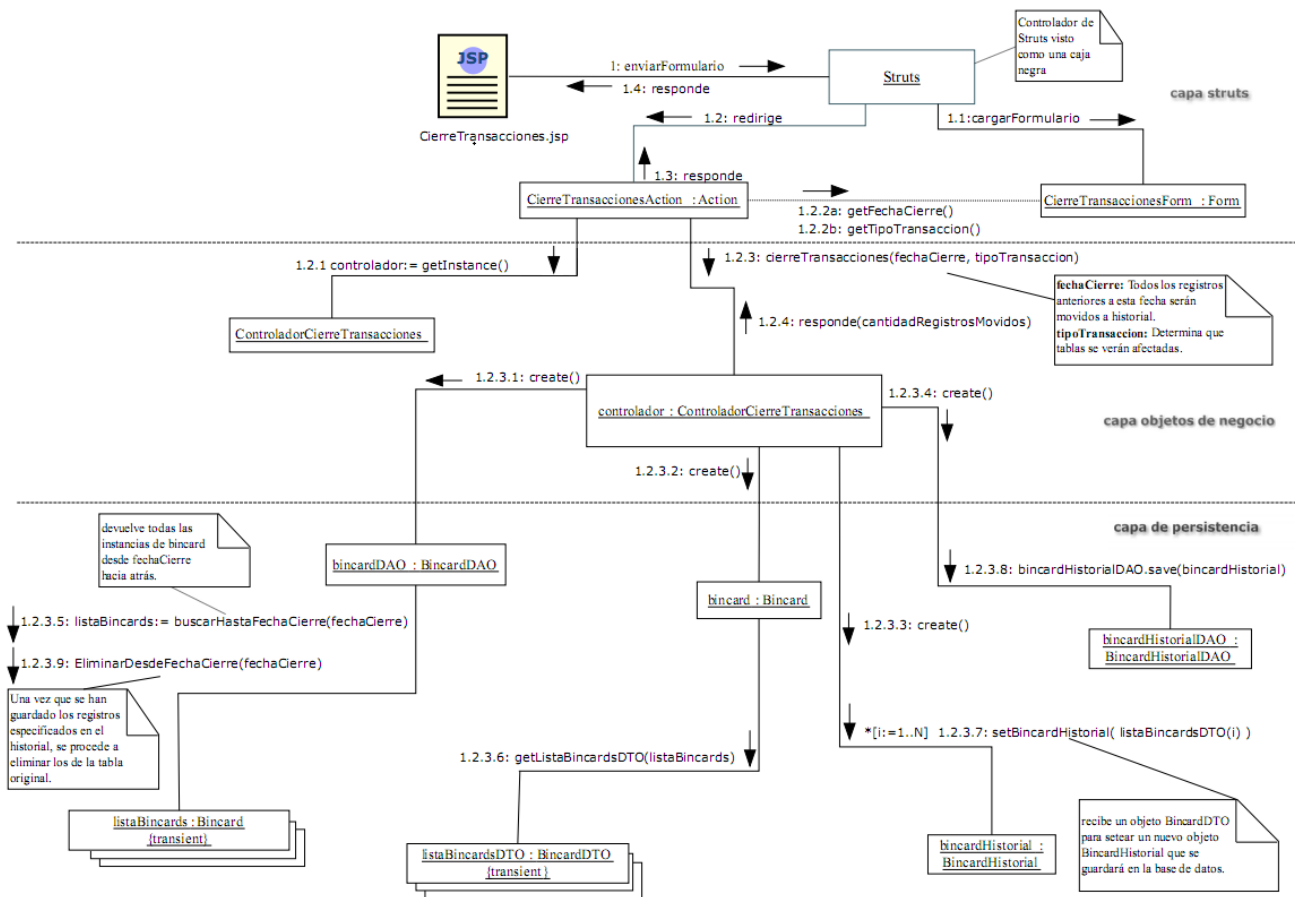 Controlador de
Struts visto
como una caja
negra
JSP
1: enviarFormulario
Struts
1.4: responde
capa struts
CierreTransacciones.jsp
1.2: redirige
1.1:cargarFormulario
1.3: responde
CierreTransaccionesAction : Action
CierreTransaccionesForm : Form
1.2.2a: getFechaCierre()
1.2.2b: getTipoTransaccion()
1.2.1 controlador:= getInstance()
1.2.3: cierreTransacciones(fechaCierre, tipoTransaccion)
fechaCierre: Todos los registros
anteriores a esta fecha serán
movidos a historial.
tipoTransaccion: Determina que
tablas se verán afectadas.
ControladorCierreTransacciones
1.2.4: responde(cantidadRegistrosMovidos)
1.2.3.1: create()
1.2.3.4: create()
controlador : ControladorCierreTransacciones
capa objetos de negocio
1.2.3.2: create()
capa de persistencia
devuelve todas las
instancias de bincard
desde fechaCierre
hacia atrás.
bincardDAO : BincardDAO
1.2.3.8: bincardHistorialDAO.save(bincardHistorial)
bincard : Bincard
1.2.3.5: listaBincards:= buscarHastaFechaCierre(fechaCierre)
1.2.3.3: create()
bincardHistorialDAO :
BincardHistorialDAO
1.2.3.9: EliminarDesdeFechaCierre(fechaCierre)
Una vez que se han
guardado los registros
especificados en el
historial, se procede a
eliminar los de la tabla
original.
*[i:=1..N] 1.2.3.7: setBincardHistorial( listaBincardsDTO(i) )
1.2.3.6: getListaBincardsDTO(listaBincards)
listaBincards : Bincard
{transient}
listaBincardsDTO : BincardDTO
{transient}
bincardHistorial :
BincardHistorial
recibe un objeto BincardDTO
para setear un nuevo objeto
BincardHistorial que se
guardará en la base de datos.